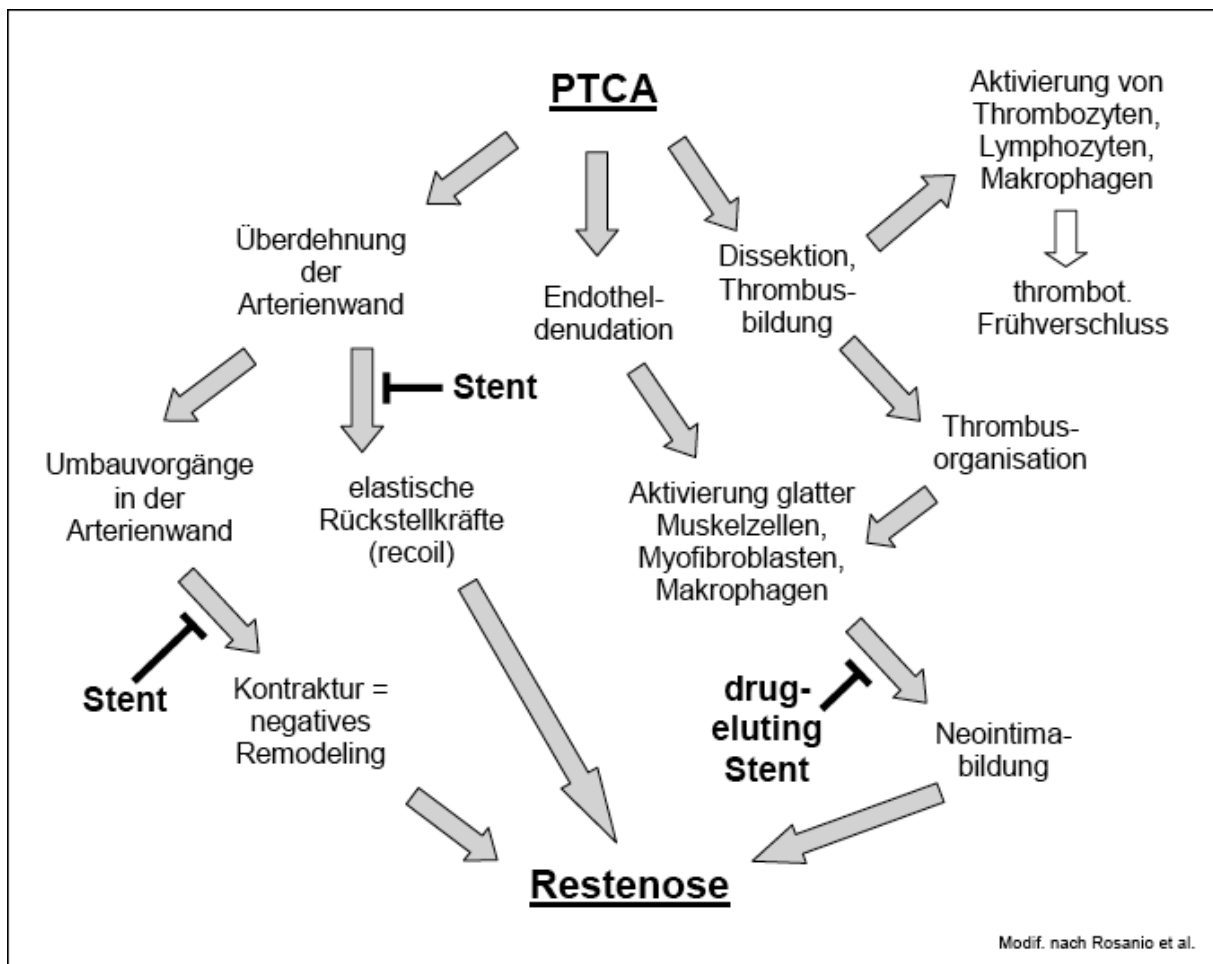 PTCA
Aktivierung von
Thrombozyten,
Lymphozyten,
Makrophagen
Überdehnung
der
Arterienwand
Endothel-
denudation
Dissektion,
Thrombus-
bildung
thrombot.
Frühverschluss
Stent
Umbauvorgänge
in der
Arterienwand
elastische
Rückstellkräfte
(recoil)
Aktivierung glatter
Muskelzellen,
Myofibroblasten,
Makrophagen
Thrombus-
organisation
Stent
Kontraktur =
negatives
Remodeling
drug-
eluting
Stent
Neointima-
bildung
Restenose
Modif. nach Rosanio et al.